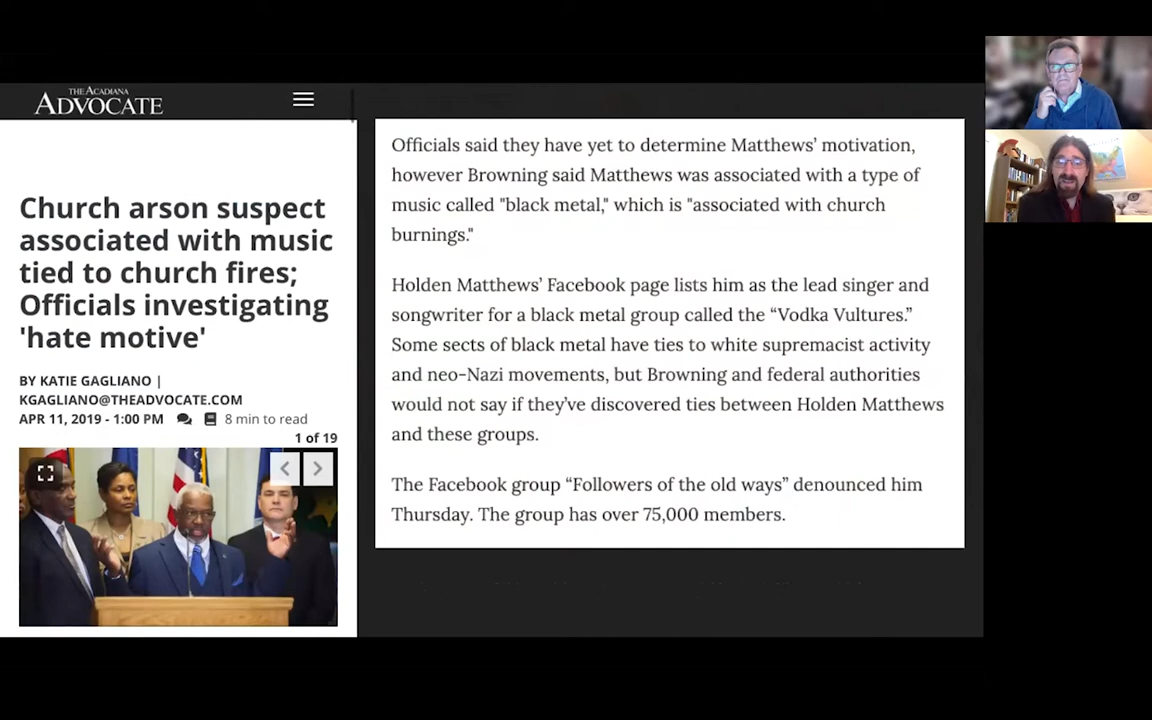 THE ACADIANA
ADVOCATE
Church arson suspect
associated with music
tied to church fires;
Officials investigating
'hate motive'
BY KATIE GAGLIANO |
KGAGLIANO@THEADVOCATE.COM
APR 11, 2019 - 1:00 PM
8 min to read
1 of 19
Officials said they have yet to determine Matthews’ motivation,
however Browning said Matthews was associated with a type of
music called "black metal," which is "associated with church
burnings."
Holden Matthews’ Facebook page lists him as the lead singer and
songwriter for a black metal group called the “Vodka Vultures.”
Some sects of black metal have ties to white supremacist activity
and neo-Nazi movements, but Browning and federal authorities
would not say if they’ve discovered ties between Holden Matthews
and these groups.
The Facebook group “Followers of the old ways” denounced him
Thursday. The group has over 75,000 members.